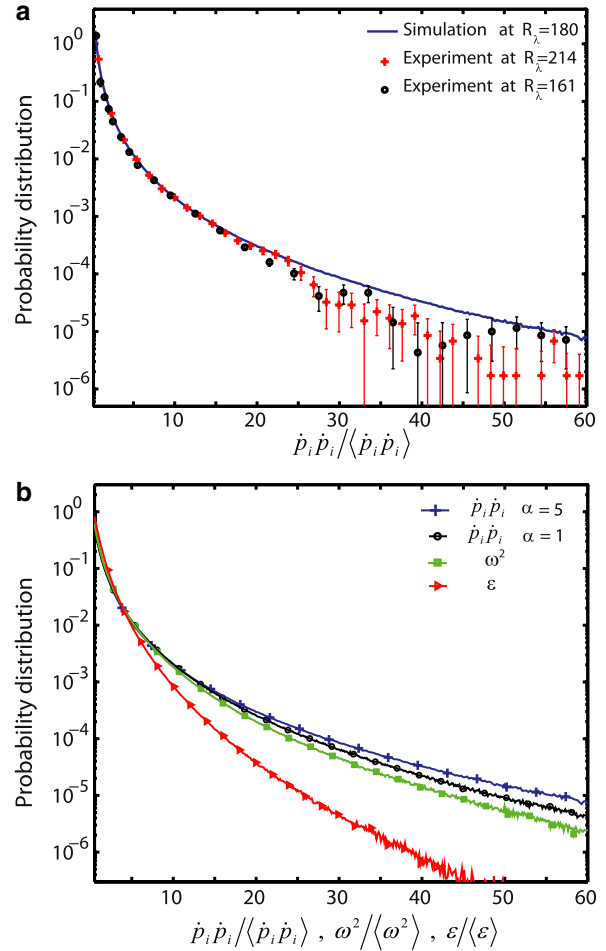 a
Simulation at R_λ=180
Experiment at R_λ=214
Experiment at R_λ=161
Probability distribution
10^0
10^-1
10^-2
10^-3
10^-4
10^-5
10^-6
10 20 30 40 50 60
ṗ_i ṗ_i/⟨ṗ_i ṗ_i⟩
b
ṗ_i ṗ_i α = 5
ṗ_i ṗ_i α = 1
ω²
ε
Probability distribution
10^0
10^-1
10^-2
10^-3
10^-4
10^-5
10^-6
10 20 30 40 50 60
ṗ_i ṗ_i/⟨ṗ_i ṗ_i⟩ , ω²/⟨ω²⟩ , ε/⟨ε⟩